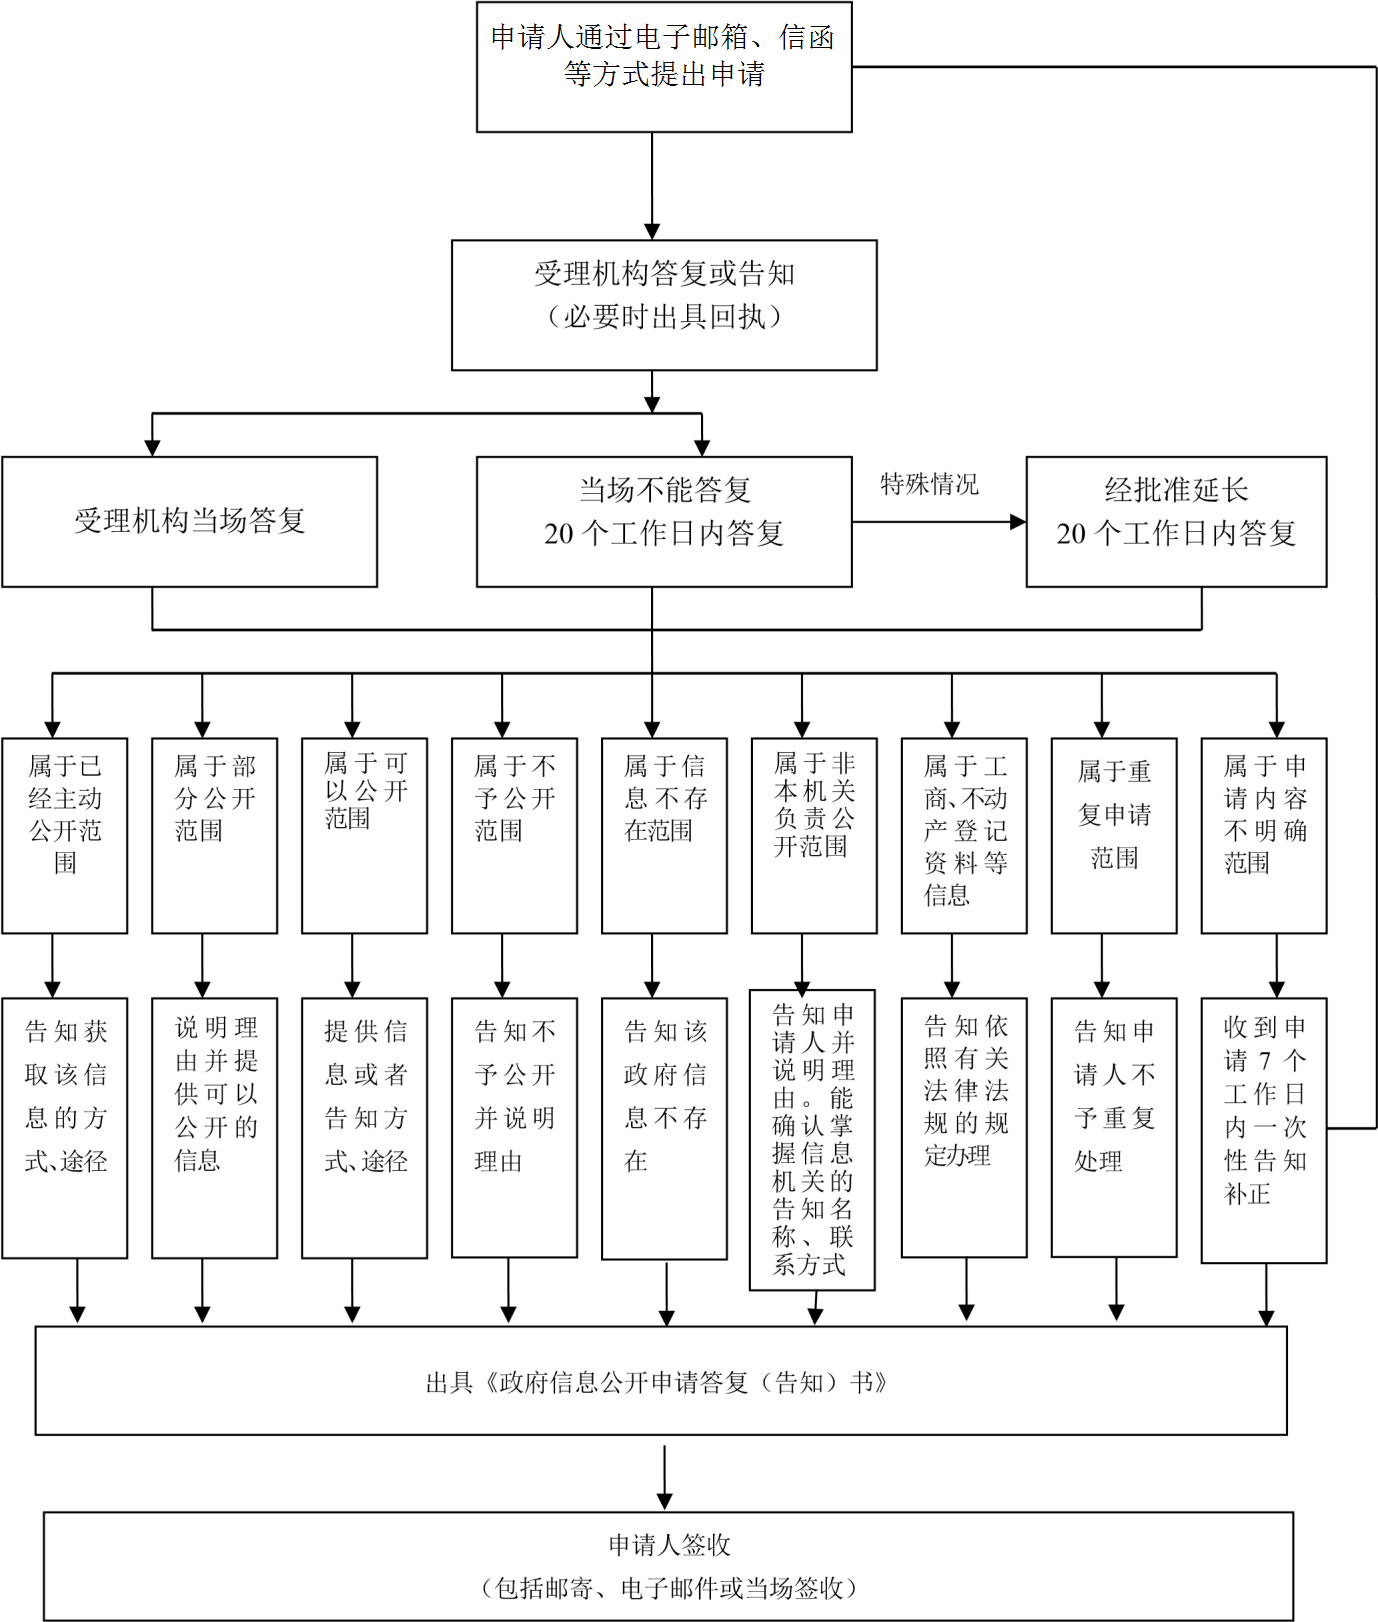 申请人通过电子邮箱、信函
等方式提出申请
受理机构答复或告知
（必要时出具回执）
受理机构当场答复
当场不能答复
20 个工作日内答复
特殊情况
经批准延长
20 个工作日内答复
属于已
经主动
公开范
围
属于部
分公开
范围
属于可
以公开
范围
属于不
予公开
范围
属于信
息不存
在范围
属于非
本机关
负责公
开范围
属于工
商、不动
产登记
资料等
信息
属于重
复申请
范围
属于申
请内容
不明确
范围
告知获
取该信
息的方
式、途径
说明理
由并提
供可以
公开的
信息
提供信
息或者
告知方
式、途径
告知不
予公开
并说明
理由
告知该
政府信
息不存
在
告知申
请人并
说明理
由。能
确认掌
握信息
机关的
告知名
称、联
系方式
告知依
照有关
法律法
规的规
定办理
告知申
请人不
予重复
处理
收到申
请 7 个
工作日
内一次
性告知
补正
出具《政府信息公开申请答复（告知）书》
申请人签收
（包括邮寄、电子邮件或当场签收）